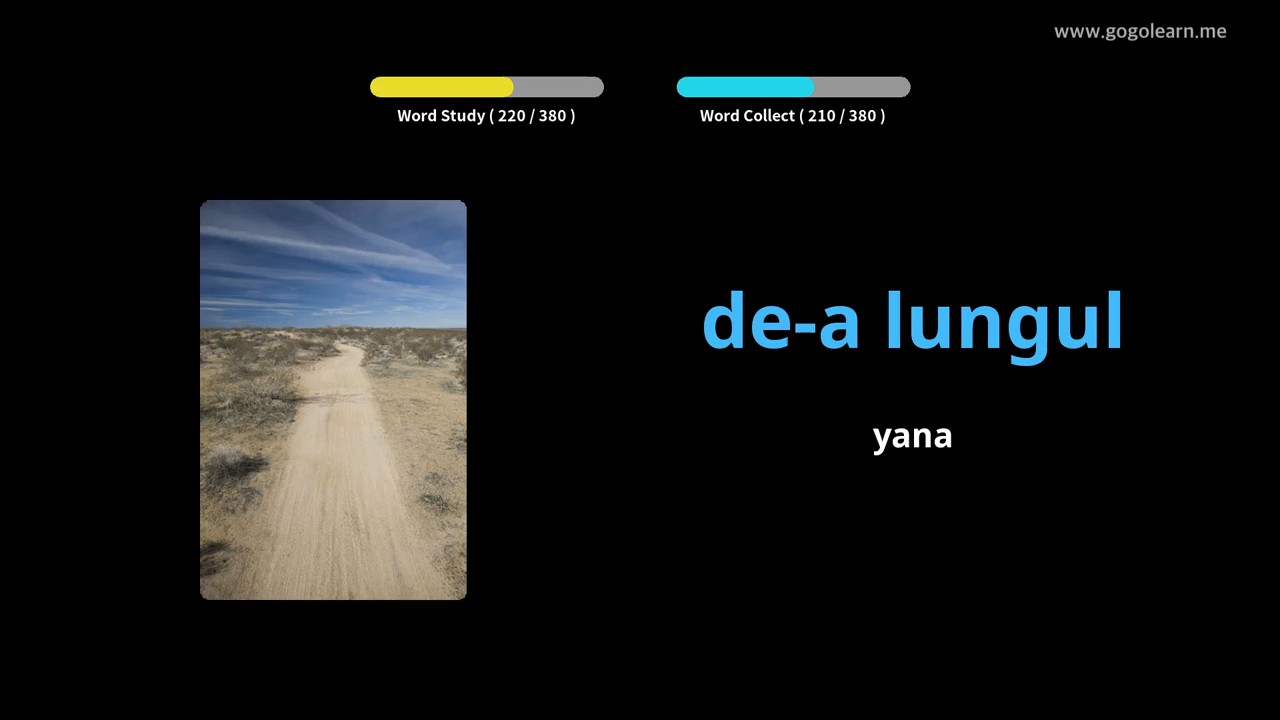 www.gogolearn.me
Word Study ( 220 / 380 )
Word Collect ( 210 / 380 )
de-a lungul
yana